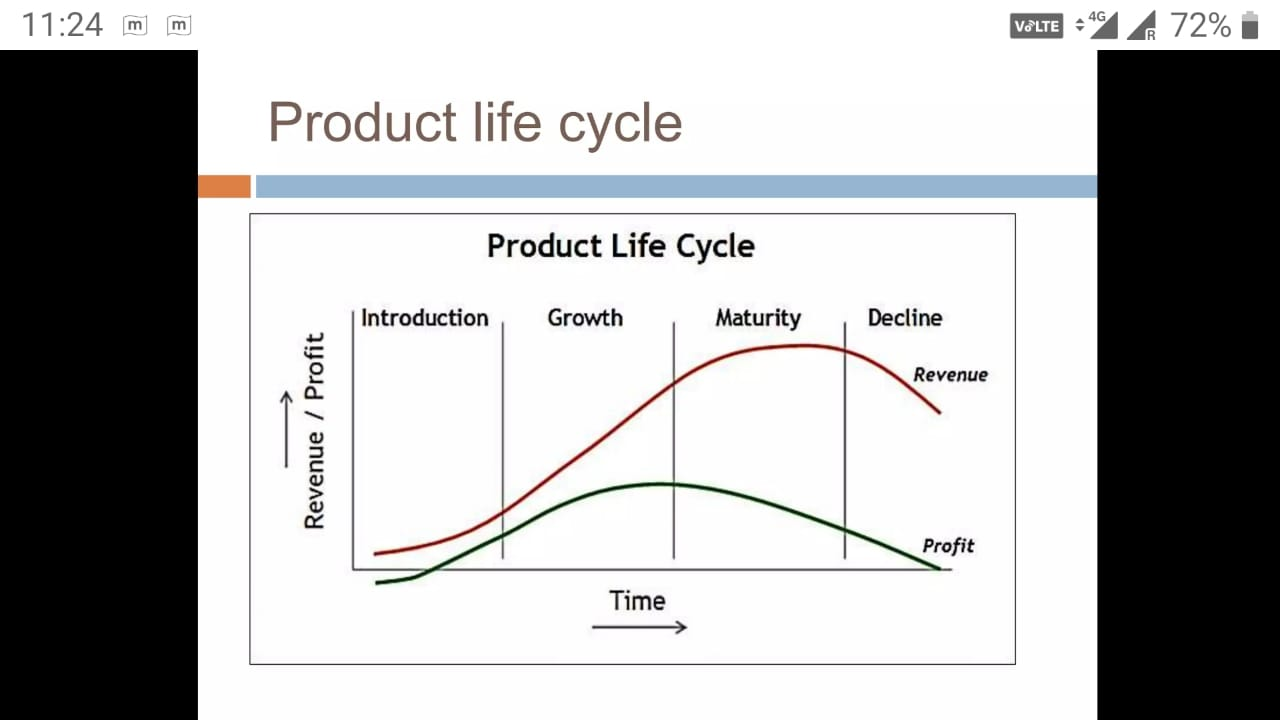 11:24 m m VoLTE 4G R 72%
Product life cycle
Product Life Cycle
Introduction Growth Maturity Decline
Revenue
Revenue / Profit
Profit
Time